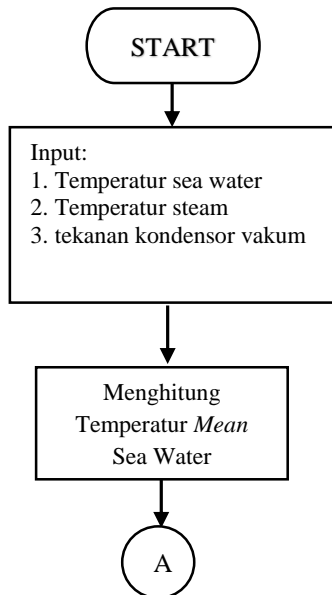 START
Input:
1. Temperatur sea water
2. Temperatur steam
3. tekanan kondensor vakum
Menghitung
Temperatur Mean
Sea Water
A